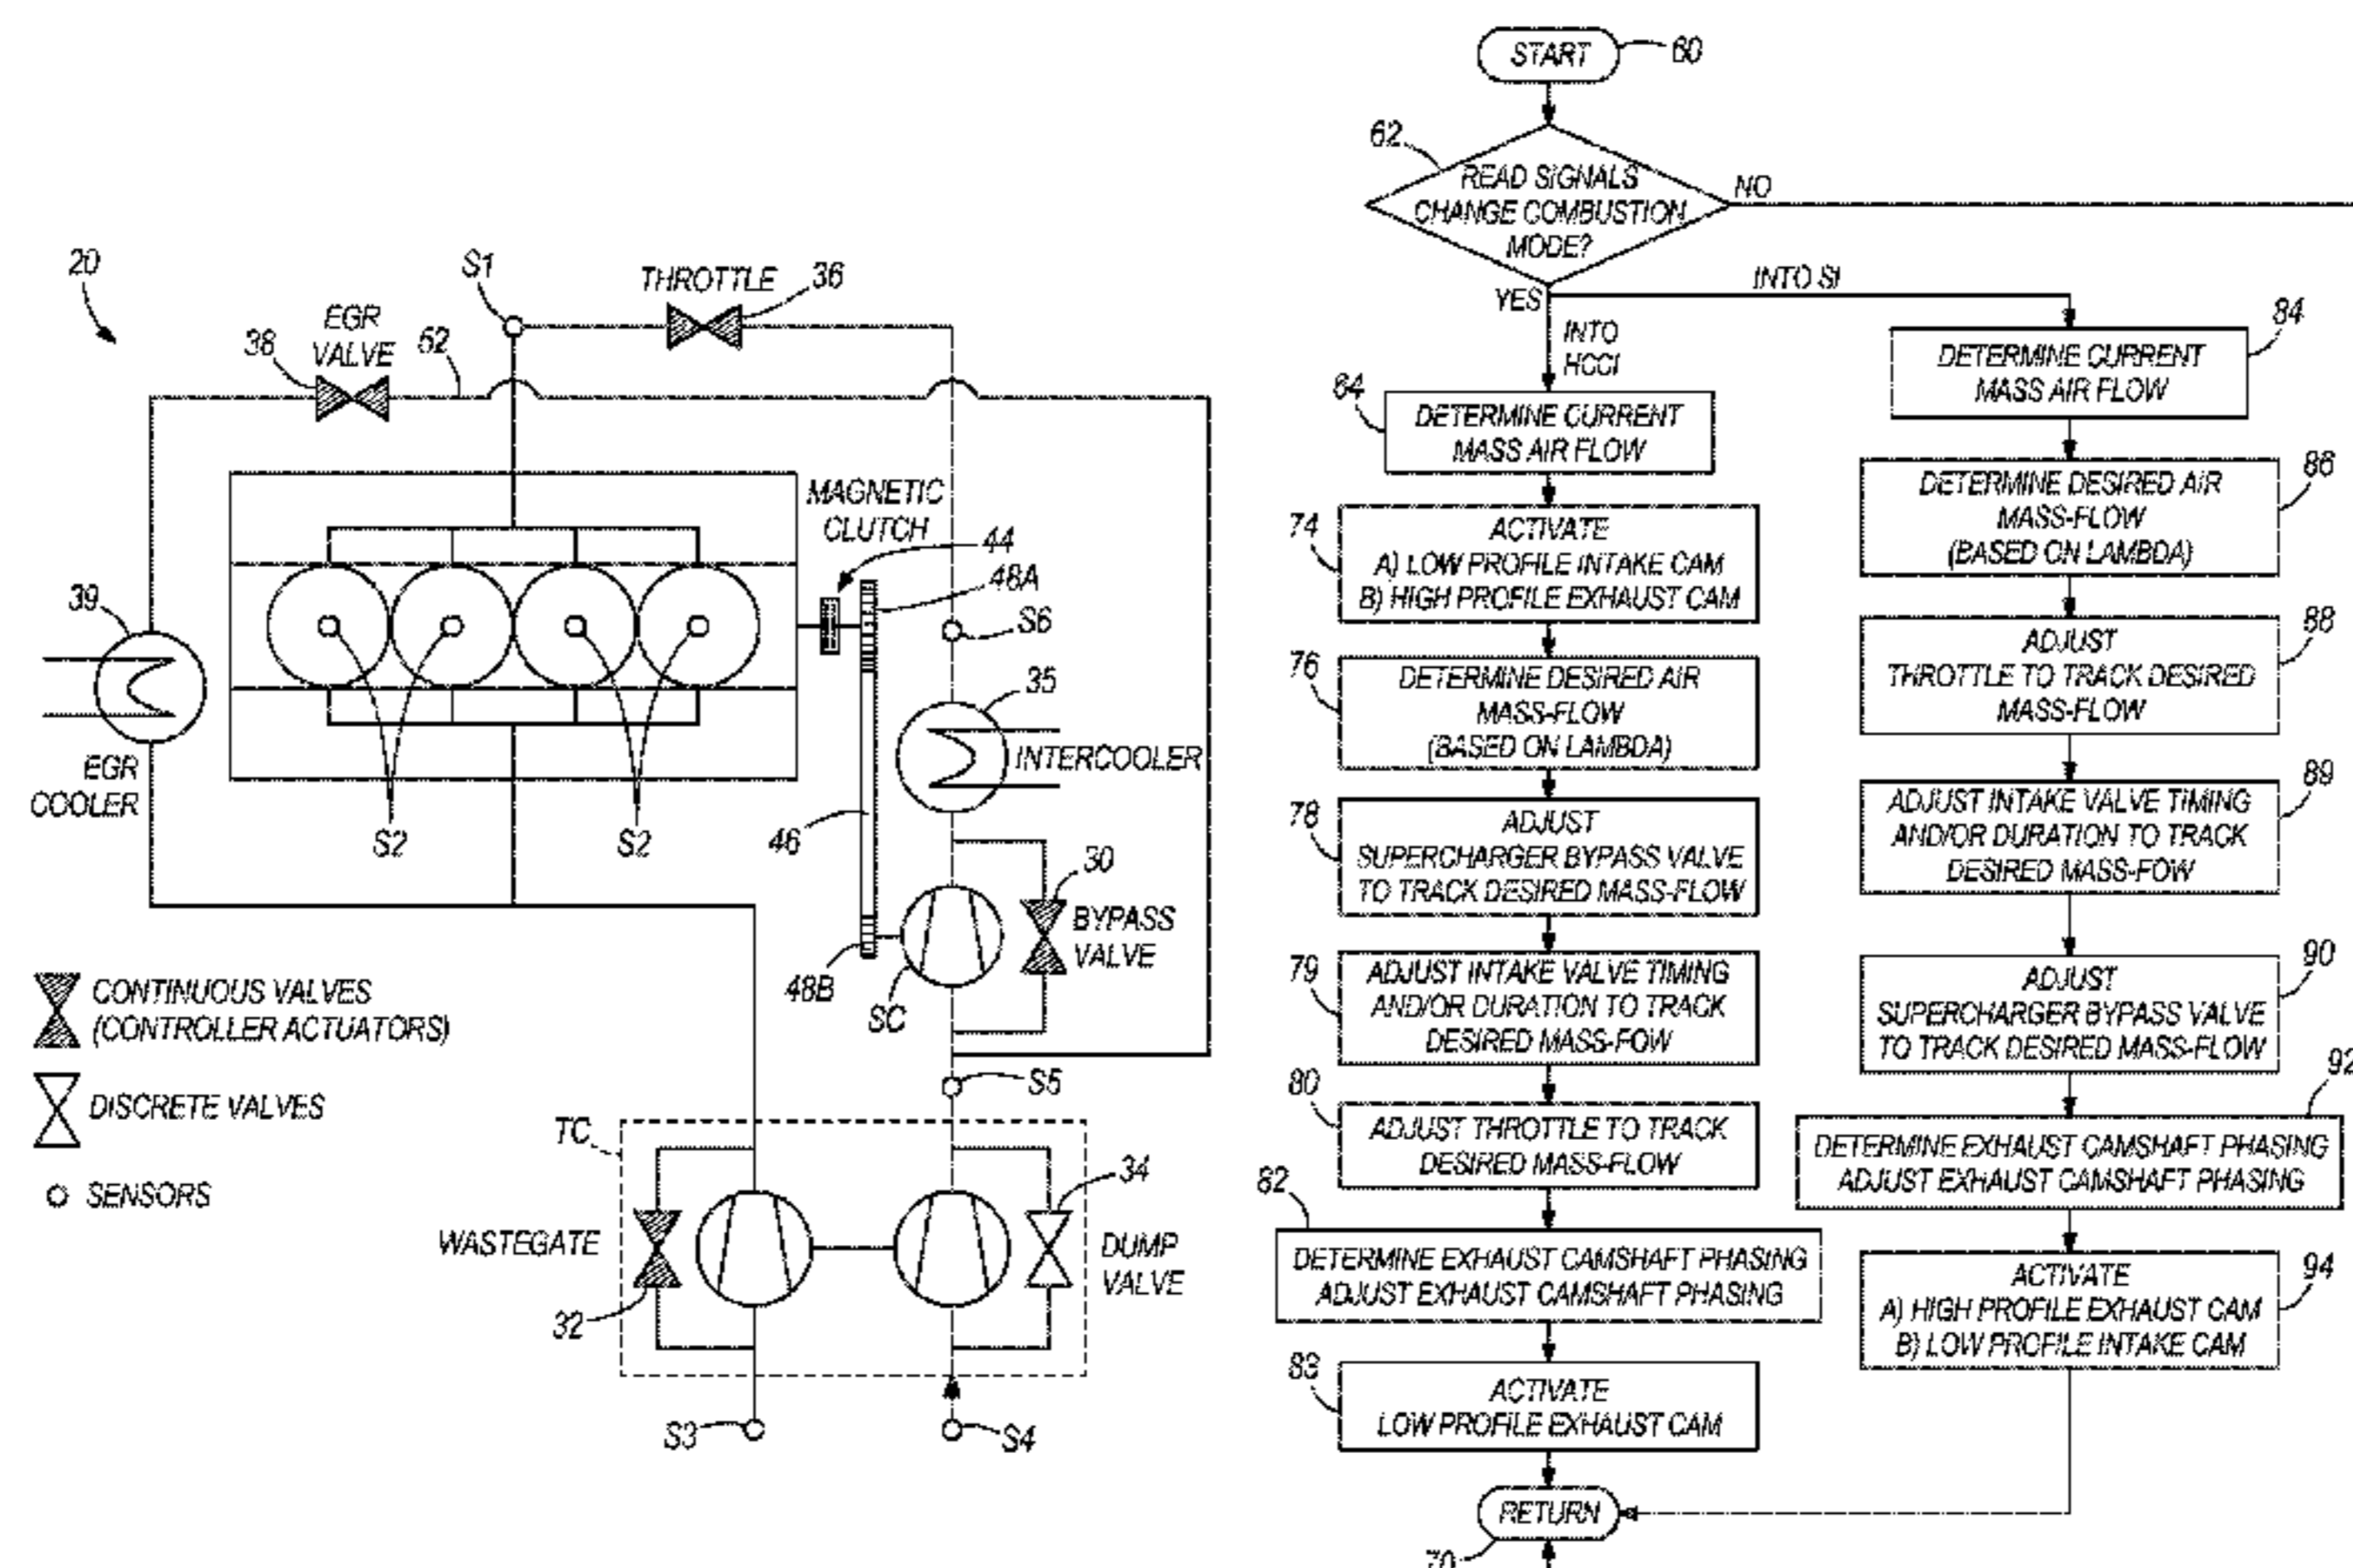 20
38
EGR
VALVE
62
S1
THROTTLE
36
MAGNETIC
CLUTCH
44
48A
S6
39
EGR
COOLER
S2
S2
46
35
INTERCOOLER
30
BYPASS
VALVE
48B
SC
S5
CONTINUOUS VALVES
(CONTROLLER ACTUATORS)
DISCRETE VALVES
SENSORS
TC
WASTEGATE
32
34
DUMP
VALVE
S3
S4
START
60
62
READ SIGNALS
CHANGE COMBUSTION
MODE?
NO
YES
INTO SI
INTO
HCCI
64
DETERMINE CURRENT
MASS AIR FLOW
74
ACTIVATE
A) LOW PROFILE INTAKE CAM
B) HIGH PROFILE EXHAUST CAM
76
DETERMINE DESIRED AIR
MASS-FLOW
(BASED ON LAMBDA)
78
ADJUST
SUPERCHARGER BYPASS VALVE
TO TRACK DESIRED MASS-FLOW
79
ADJUST INTAKE VALVE TIMING
AND/OR DURATION TO TRACK
DESIRED MASS-FOW
80
ADJUST THROTTLE TO TRACK
DESIRED MASS-FLOW
82
DETERMINE EXHAUST CAMSHAFT PHASING
ADJUST EXHAUST CAMSHAFT PHASING
83
ACTIVATE
LOW PROFILE EXHAUST CAM
RETURN
70
84
DETERMINE CURRENT
MASS AIR FLOW
86
DETERMINE DESIRED AIR
MASS-FLOW
(BASED ON LAMBDA)
88
ADJUST
THROTTLE TO TRACK DESIRED
MASS-FLOW
89
ADJUST INTAKE VALVE TIMING
AND/OR DURATION TO TRACK
DESIRED MASS-FOW
90
ADJUST
SUPERCHARGER BYPASS VALVE
TO TRACK DESIRED MASS-FLOW
92
DETERMINE EXHAUST CAMSHAFT PHASING
ADJUST EXHAUST CAMSHAFT PHASING
94
ACTIVATE
A) HIGH PROFILE EXHAUST CAM
B) LOW PROFILE INTAKE CAM